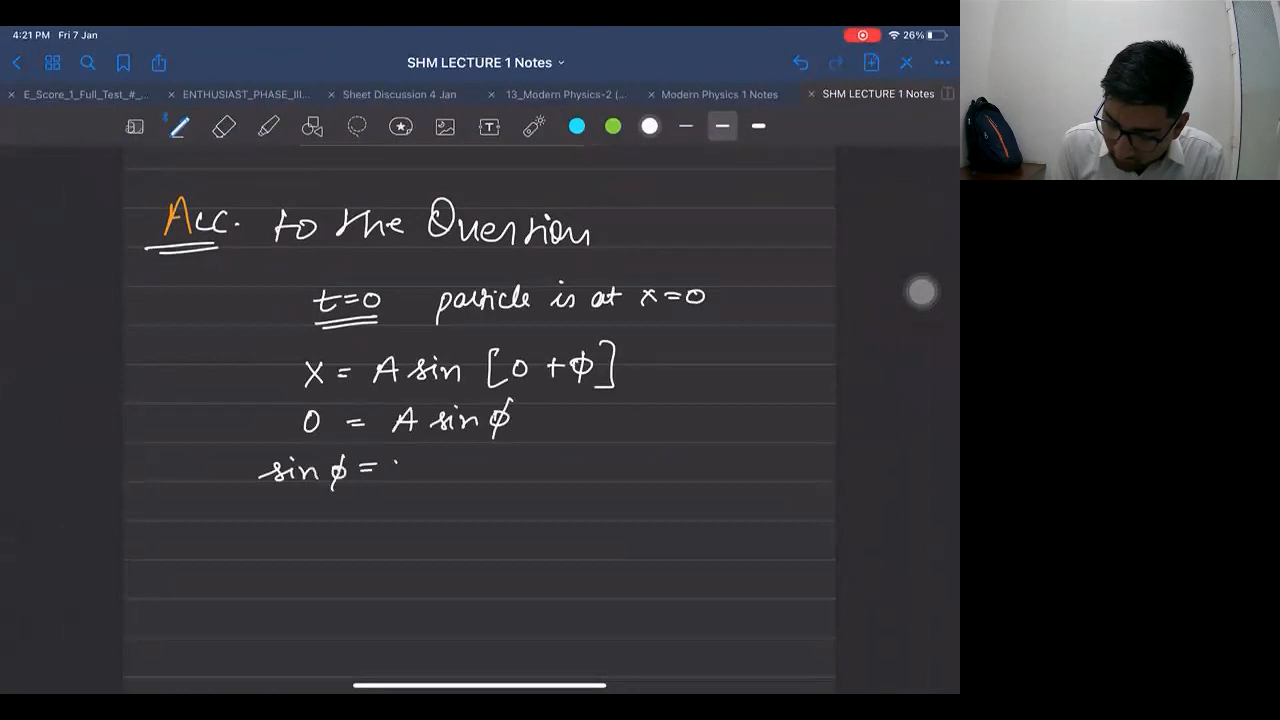 4:21 PM Fri 7 Jan
26%
SHM LECTURE 1 Notes
E_Score_1_Full_Test_#_...
ENTHUSIAST_PHASE_III...
Sheet Discussion 4 Jan
13_Modern Physics-2 (...
Modern Physics 1 Notes
SHM LECTURE 1 Notes
Acc. to the Question
t=0 particle is at x=0
x = A sin [0 + φ]
0 = A sin φ
sin φ =